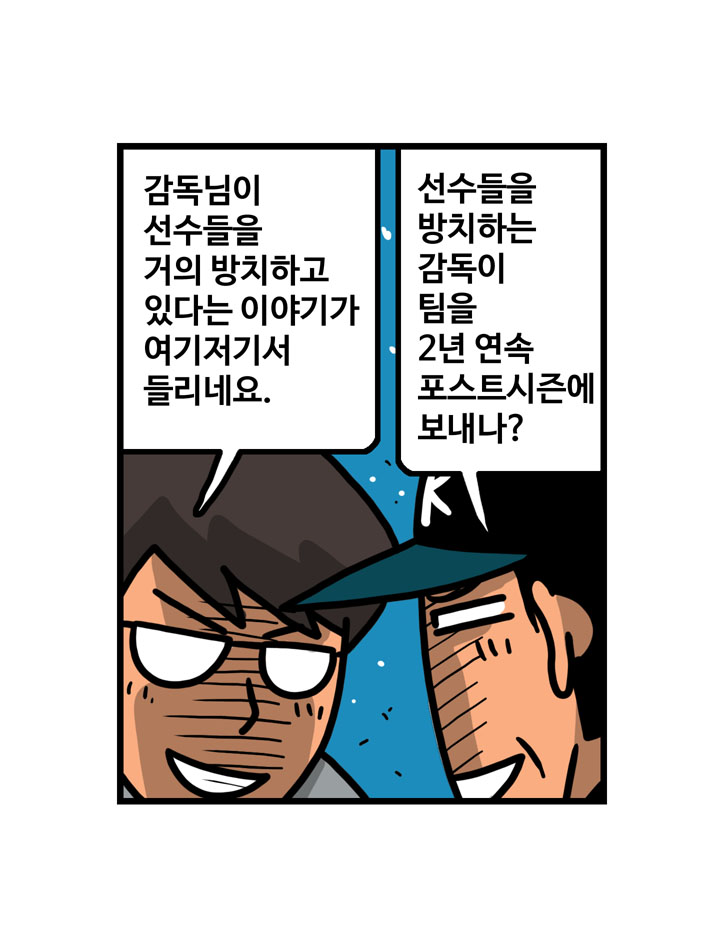 감독님이
선수들을
거의 방치하고
있다는 이야기가
여기저기서
들리네요.
선수들을
방치하는
감독이
팀을
2년 연속
포스트시즌에
보내나?
K